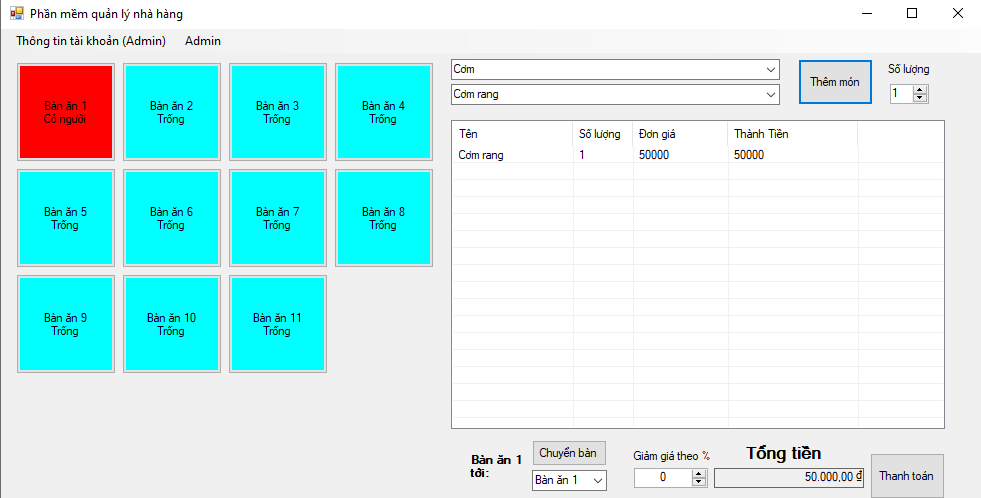 Phần mềm quản lý nhà hàng
Thông tin tài khoản (Admin) Admin
Bàn ăn 1
Có người
Bàn ăn 2
Trống
Bàn ăn 3
Trống
Bàn ăn 4
Trống
Bàn ăn 5
Trống
Bàn ăn 6
Trống
Bàn ăn 7
Trống
Bàn ăn 8
Trống
Bàn ăn 9
Trống
Bàn ăn 10
Trống
Bàn ăn 11
Trống
Cơm
Cơm rang
Thêm món
Số lượng
1
Tên Số lượng Đơn giá Thành Tiền
Cơm rang 1 50000 50000
Bàn ăn 1
tới:
Chuyển bàn
Bàn ăn 1
Giảm giá theo %
0
Tổng tiền
50.000,00 ₫
Thanh toán